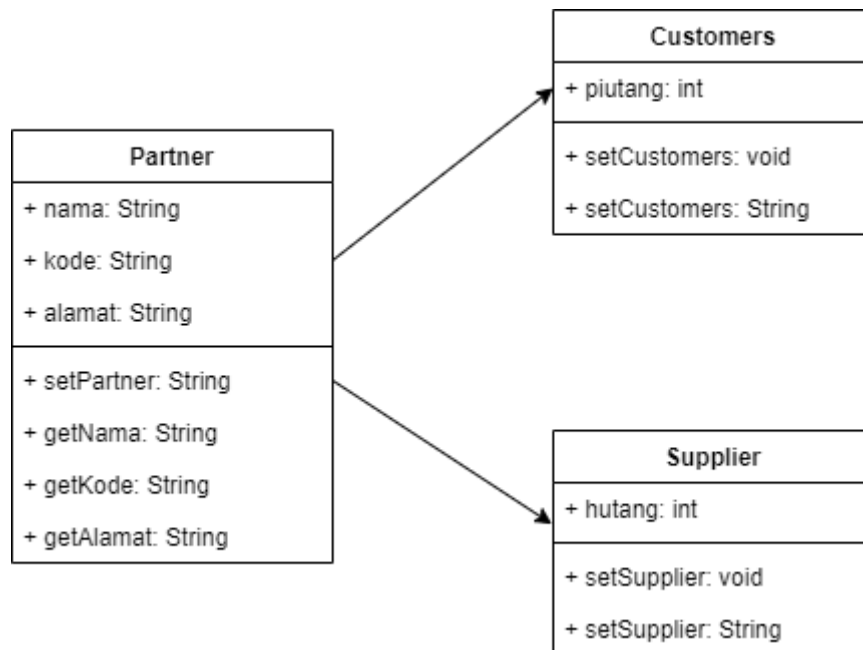 Customers
+ piutang: int
+ setCustomers: void
+ setCustomers: String
Partner
+ nama: String
+ kode: String
+ alamat: String
+ setPartner: String
+ getNama: String
+ getKode: String
+ getAlamat: String
Supplier
+ hutang: int
+ setSupplier: void
+ setSupplier: String